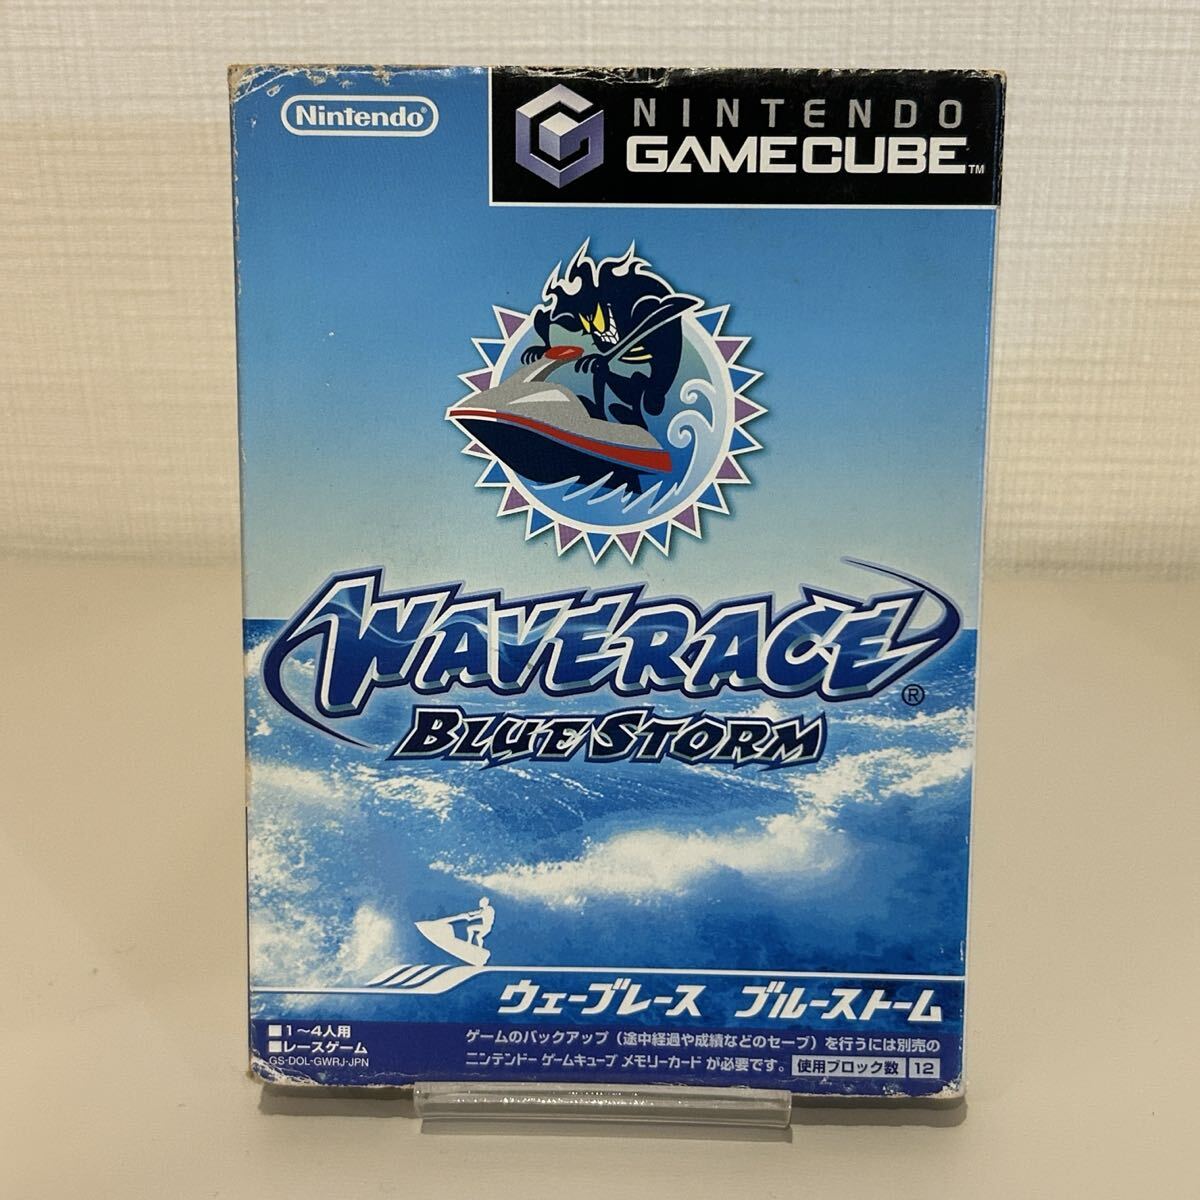 Nintendo®
NINTENDO
GAMECUBE™
WAVERACE®
BLUE STORM
ウェーブレース ブルーストーム
■1〜4人用
■レースゲーム
GS-DOL-GWRJ-JPN
ゲームのバックアップ（途中経過や成績などのセーブ）を行うには別売の
ニンテンドー ゲームキューブ メモリーカード が必要です。 使用ブロック数 12